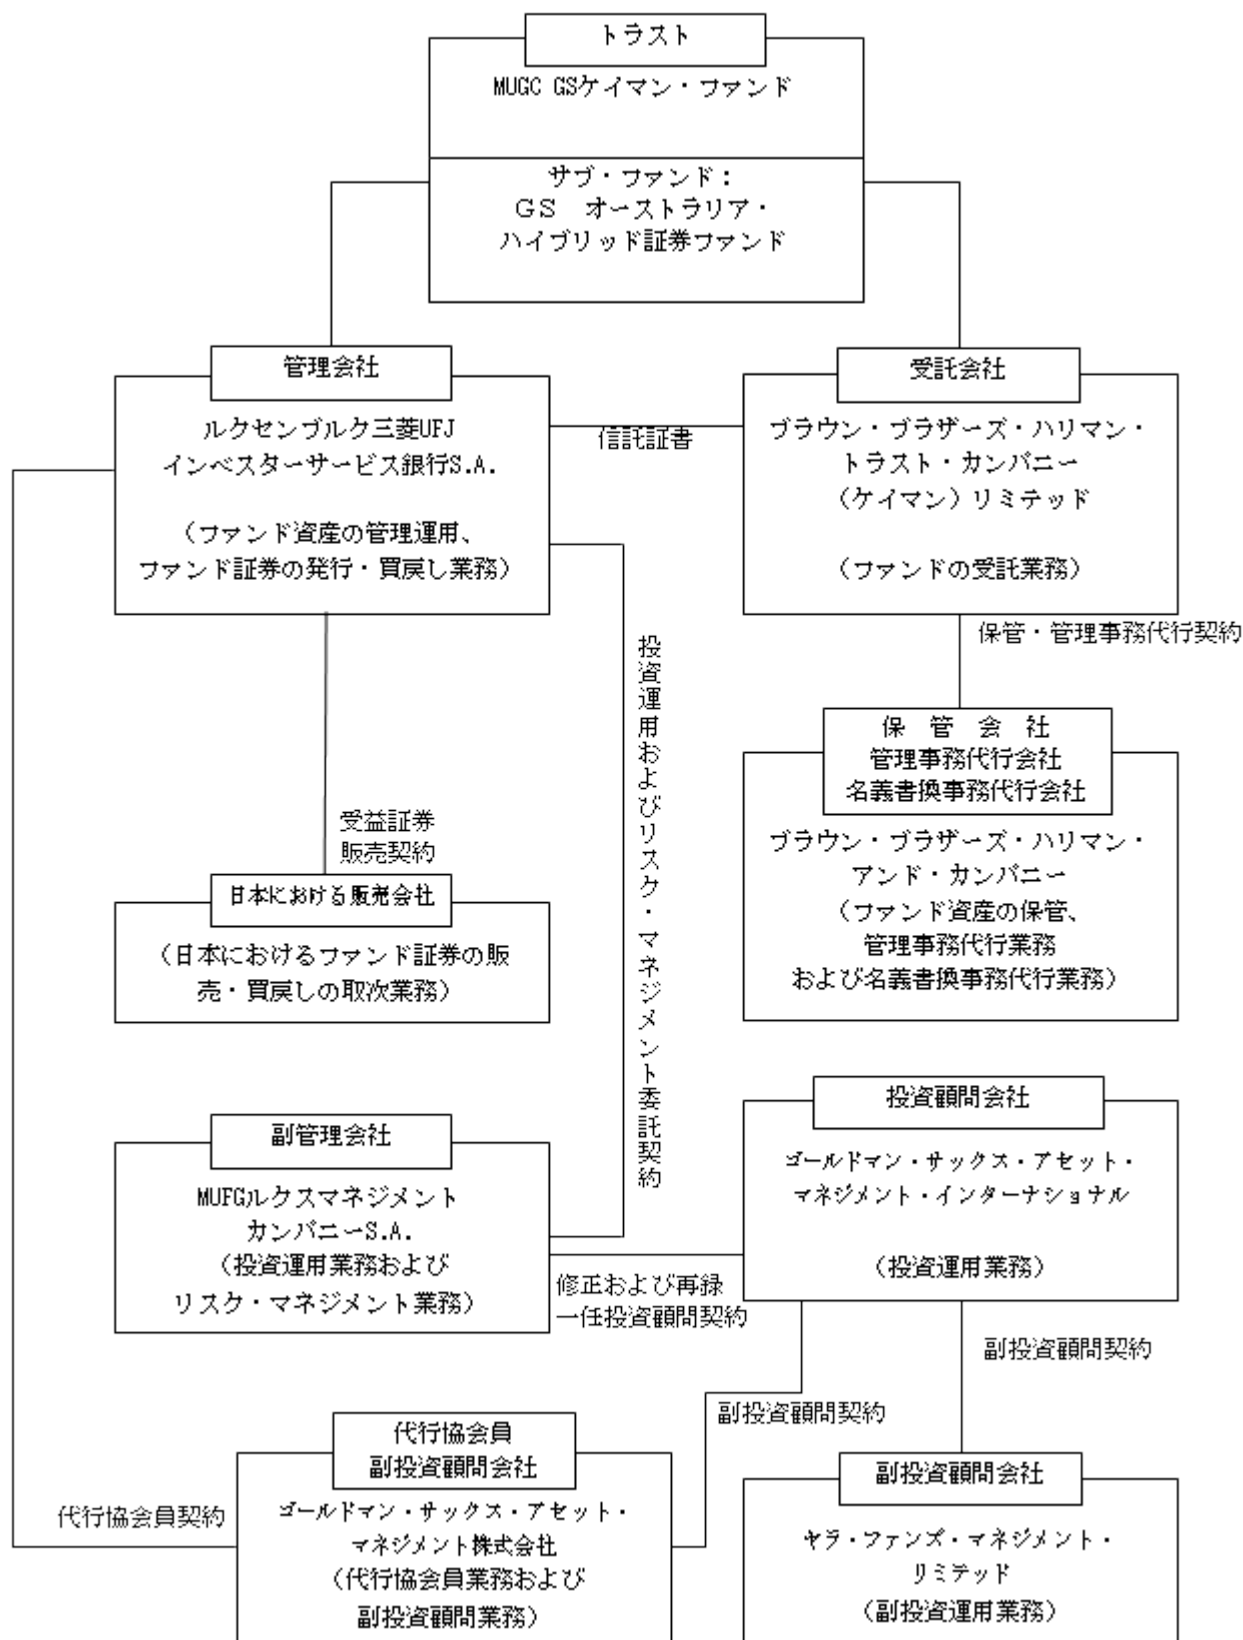 トラスト
MUGC GSケイマン・ファンド
サブ・ファンド：
ＧＳ　オーストラリア・
ハイブリッド証券ファンド
管理会社
ルクセンブルク三菱UFJ
インベスターサービス銀行S.A.
（ファンド資産の管理運用、
ファンド証券の発行・買戻し業務）
信託証書
受託会社
ブラウン・ブラザーズ・ハリマン・
トラスト・カンパニー
（ケイマン）リミテッド
（ファンドの受託業務）
保管・管理事務代行契約
投資運用およびリスク・マネジメント委託契約
保　管　会　社
管理事務代行会社
名義書換事務代行会社
ブラウン・ブラザーズ・ハリマン・
アンド・カンパニー
（ファンド資産の保管、
管理事務代行業務
および名義書換事務代行業務）
受益証券
販売契約
日本における販売会社
（日本におけるファンド証券の販
売・買戻しの取次業務）
副管理会社
MUFGルクスマネジメント
カンパニーS.A.
（投資運用業務および
リスク・マネジメント業務）
修正および再録
一任投資顧問契約
投資顧問会社
ゴールドマン・サックス・アセット・
マネジメント・インターナショナル
（投資運用業務）
副投資顧問契約
副投資顧問契約
代行協会員契約
代行協会員
副投資顧問会社
ゴールドマン・サックス・アセット・
マネジメント株式会社
（代行協会員業務および
副投資顧問業務）
副投資顧問会社
ヤラ・ファンズ・マネジメント・
リミテッド
（副投資運用業務）